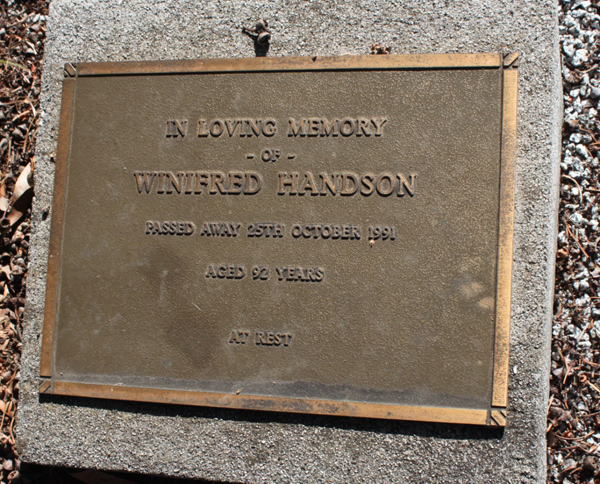 IN LOVING MEMORY
- OF -
WINIFRED HANDSON
PASSED AWAY 25TH OCTOBER 1991
AGED 92 YEARS
AT REST